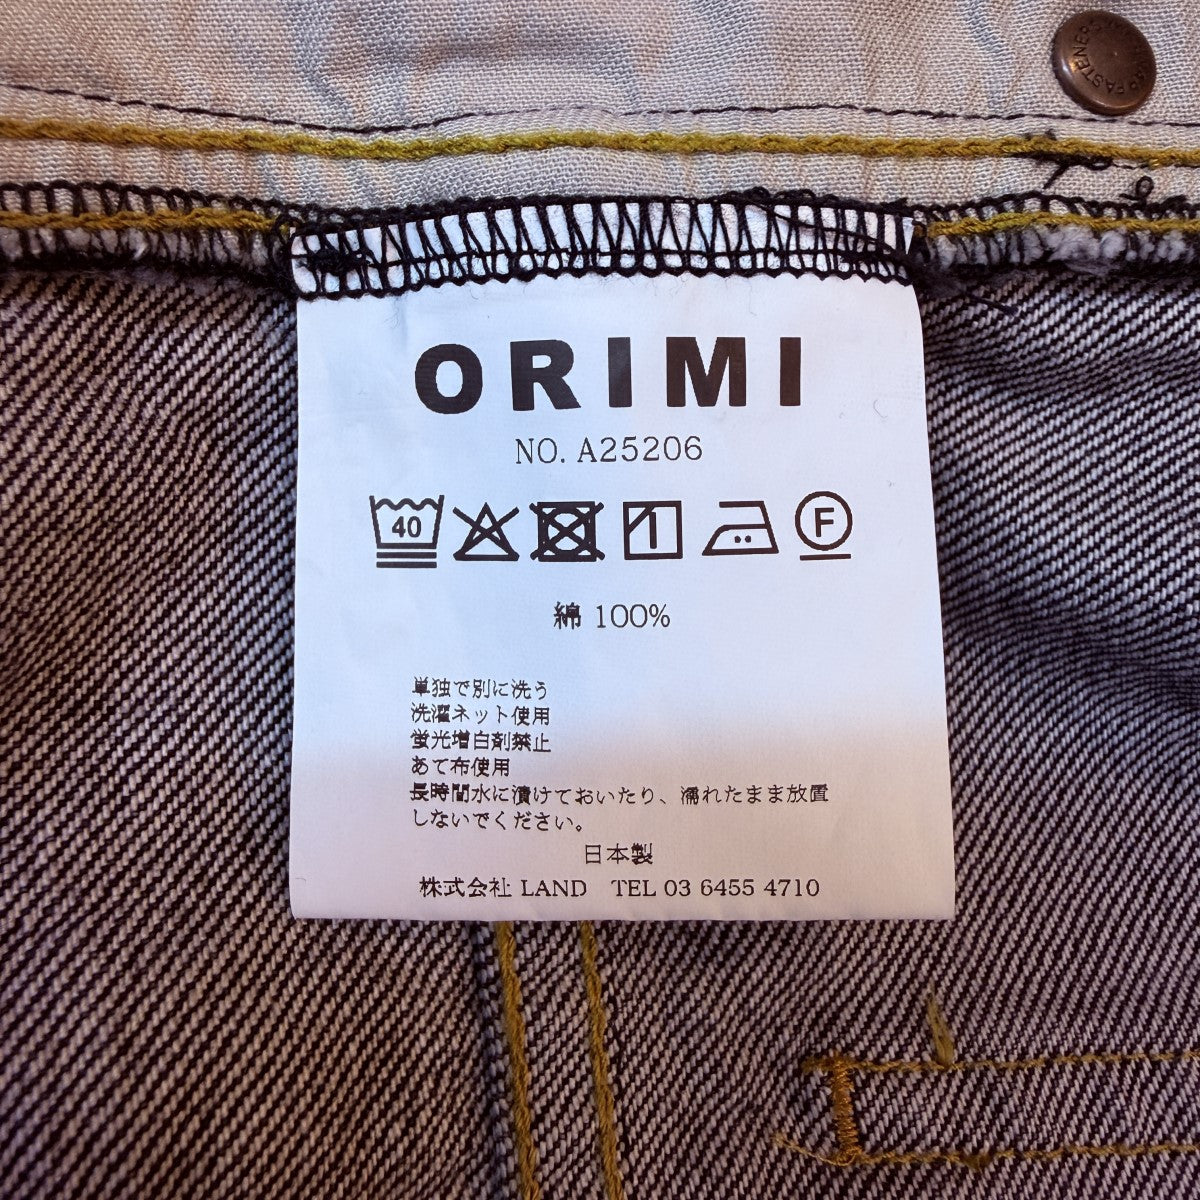 FASTENERS
ORIMI
NO. A25206
40
F
綿 100%
単独で別に洗う
洗濯ネット使用
蛍光増白剤禁止
あて布使用
長時間水に漬けておいたり、濡れたまま放置
しないでください。
日本製
株式会社 LAND TEL 03 6455 4710